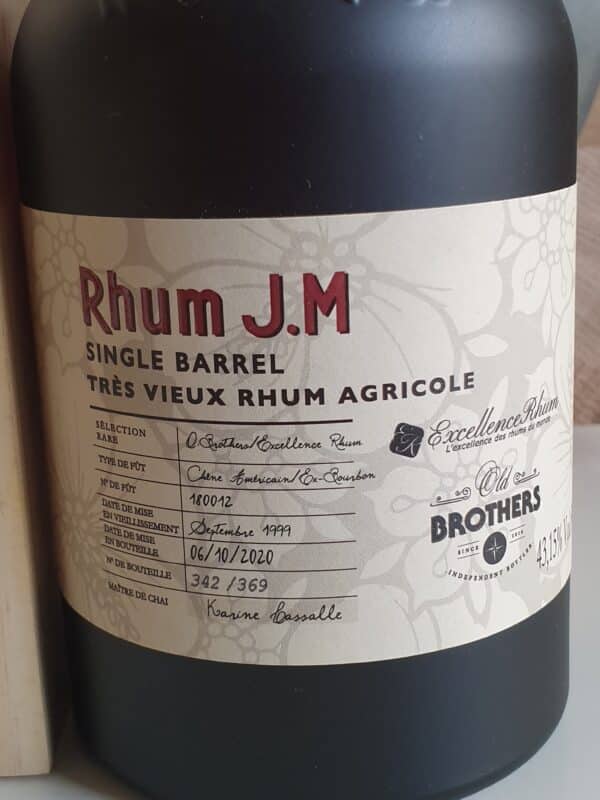 Rhum J.M
SINGLE BARREL
TRÈS VIEUX RHUM AGRICOLE
SÉLECTION
RARE
O Brothers/Excellence Rhum
TYPE DE FÛT
Chêne Américain/Ex-Bourbon
N° DE FÛT
180012
DATE DE MISE
EN VIEILLISSEMENT
Septembre 1999
DATE DE MISE
EN BOUTEILLE
06/10/2020
N° DE BOUTEILLE
342 /369
MAÎTRE DE CHAI
Karine Lassalle
ExcellenceRhum
L'excellence des rhums du monde
Old
BROTHERS
SINCE
INDEPENDENT BOTTLER
43,15%